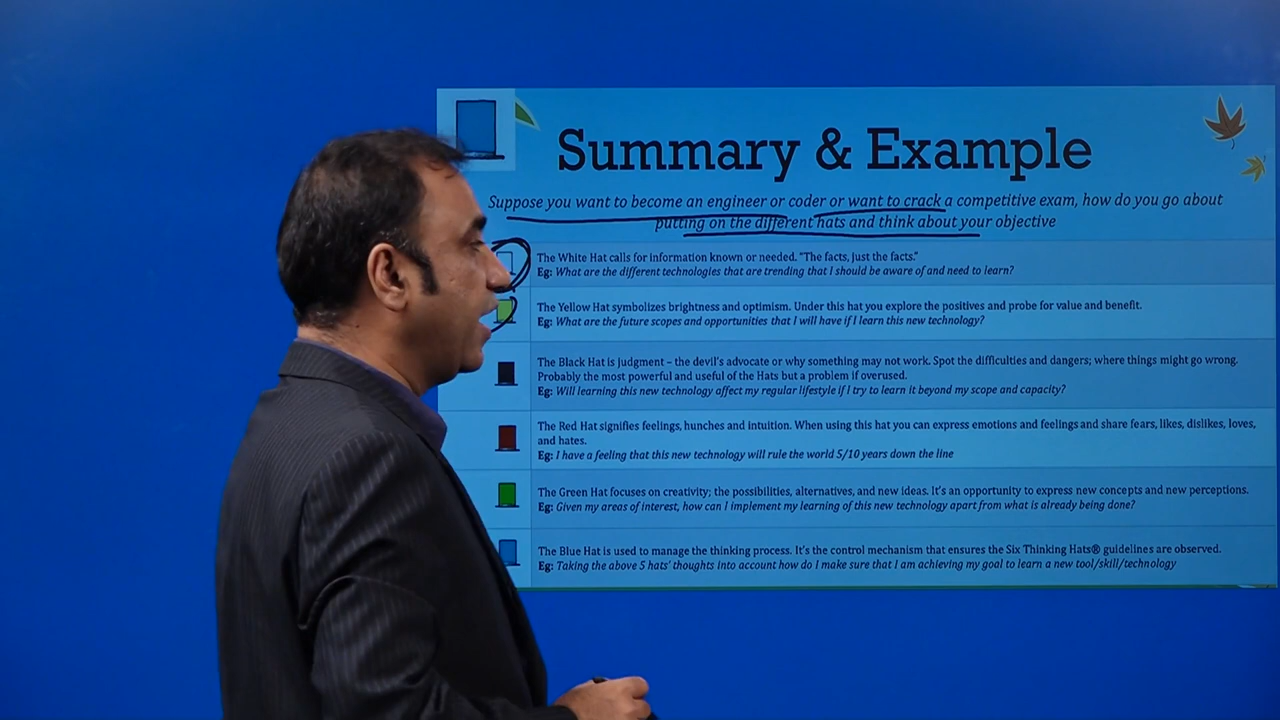 Summary & Example
Suppose you want to become an engineer or coder or want to crack a competitive exam, how do you go about
putting on the different hats and think about your objective
The White Hat calls for information known or needed. "The facts, just the facts."
Eg: What are the different technologies that are trending that I should be aware of and need to learn?
The Yellow Hat symbolizes brightness and optimism. Under this hat you explore the positives and probe for value and benefit.
Eg: What are the future scopes and opportunities that I will have if I learn this new technology?
The Black Hat is judgment – the devil's advocate or why something may not work. Spot the difficulties and dangers; where things might go wrong.
Probably the most powerful and useful of the Hats but a problem if overused.
Eg: Will learning this new technology affect my regular lifestyle if I try to learn it beyond my scope and capacity?
The Red Hat signifies feelings, hunches and intuition. When using this hat you can express emotions and feelings and share fears, likes, dislikes, loves,
and hates.
Eg: I have a feeling that this new technology will rule the world 5/10 years down the line
The Green Hat focuses on creativity; the possibilities, alternatives, and new ideas. It's an opportunity to express new concepts and new perceptions.
Eg: Given my areas of interest, how can I implement my learning of this new technology apart from what is already being done?
The Blue Hat is used to manage the thinking process. It's the control mechanism that ensures the Six Thinking Hats® guidelines are observed.
Eg: Taking the above 5 hats' thoughts into account how do I make sure that I am achieving my goal to learn a new tool/skill/technology